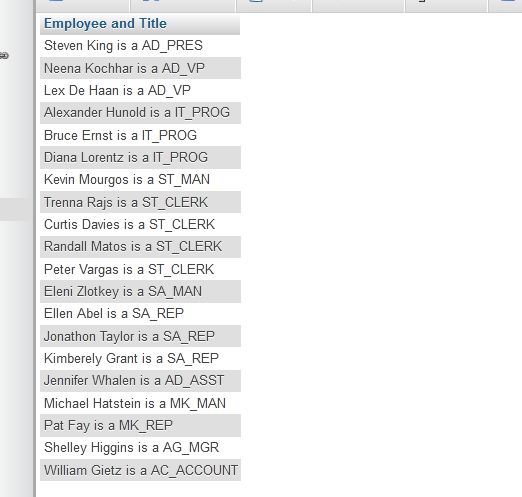 Employee and Title
Steven King is a AD_PRES
Neena Kochhar is a AD_VP
Lex De Haan is a AD_VP
Alexander Hunold is a IT_PROG
Bruce Ernst is a IT_PROG
Diana Lorentz is a IT_PROG
Kevin Mourgos is a ST_MAN
Trenna Rajs is a ST_CLERK
Curtis Davies is a ST_CLERK
Randall Matos is a ST_CLERK
Peter Vargas is a ST_CLERK
Eleni Zlotkey is a SA_MAN
Ellen Abel is a SA_REP
Jonathon Taylor is a SA_REP
Kimberely Grant is a SA_REP
Jennifer Whalen is a AD_ASST
Michael Hatstein is a MK_MAN
Pat Fay is a MK_REP
Shelley Higgins is a AG_MGR
William Gietz is a AC_ACCOUNT